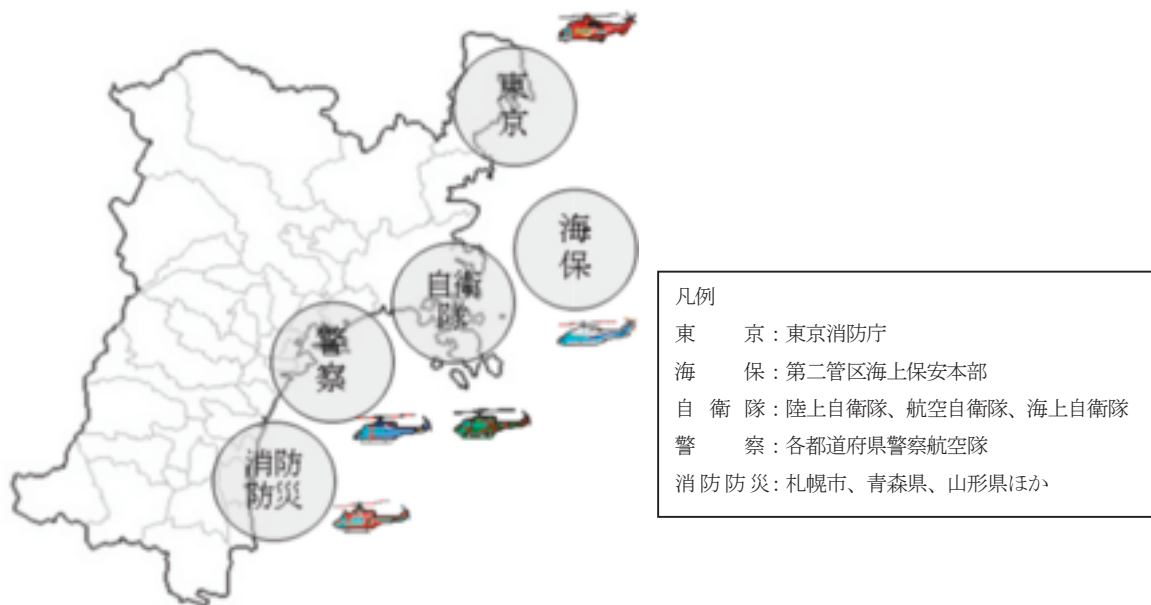 東
京
海
保
自衛
隊
警
察
消防
防災
凡例
東京：東京消防庁
海保：第二管区海上保安本部
自衛隊：陸上自衛隊、航空自衛隊、海上自衛隊
警察：各都道府県警察航空隊
消防防災：札幌市、青森県、山形県ほか